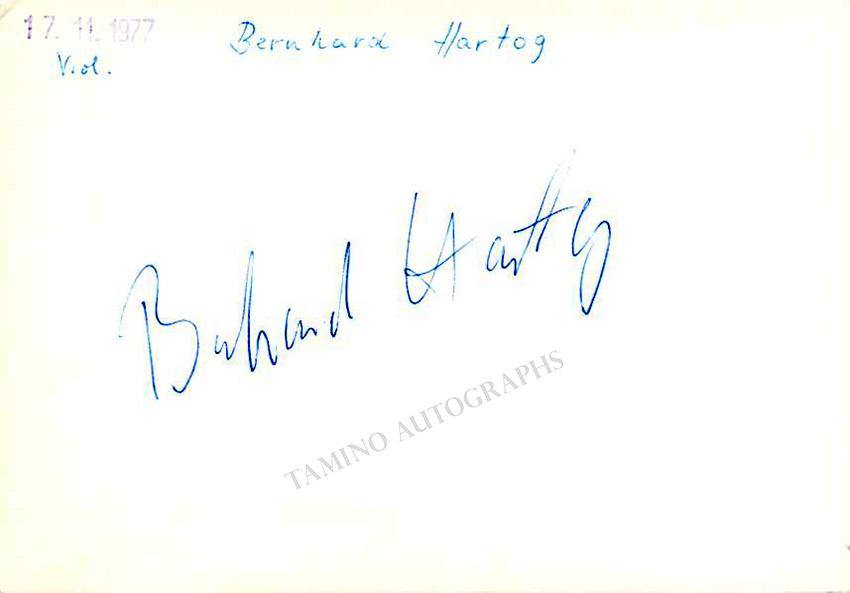 17. 11. 1977
Bernhard Hartog
Viol.
Bernhard Hartog
TAMINO AUTOGRAPHS